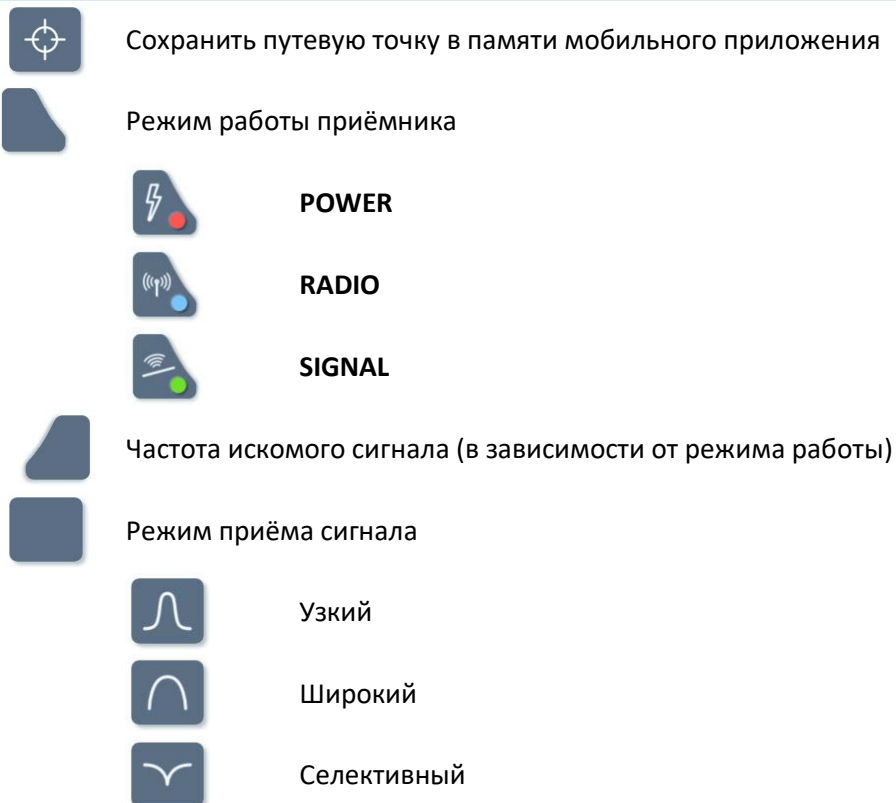 Сохранить путевую точку в памяти мобильного приложения
Режим работы приёмника
POWER
RADIO
SIGNAL
Частота искомого сигнала (в зависимости от режима работы)
Режим приёма сигнала
Узкий
Широкий
Селективный